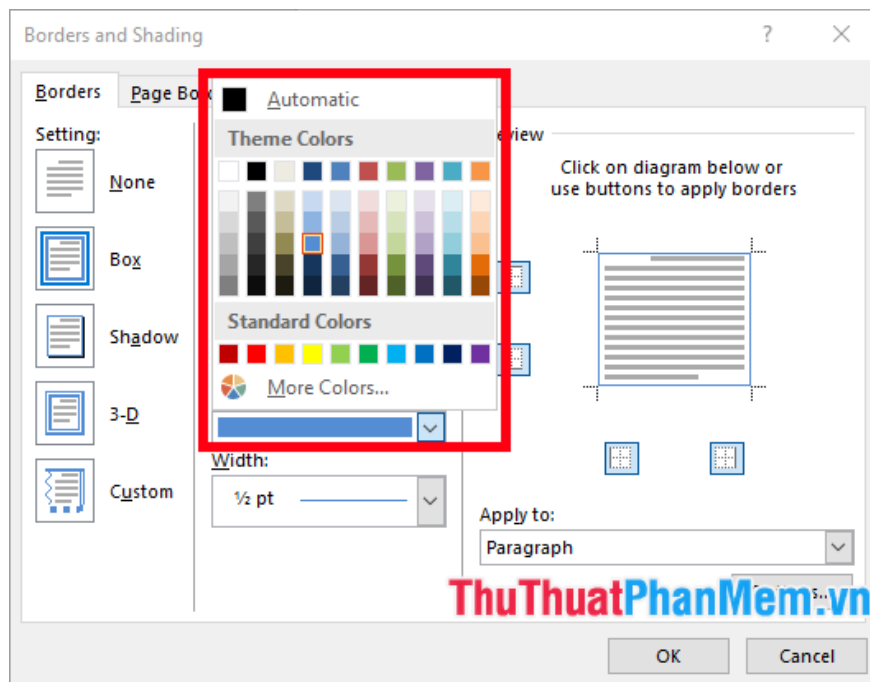 Borders and Shading
Borders
Page Bo
Automatic
Setting:
Theme Colors
None
Box
Shadow
3-D
Custom
Standard Colors
More Colors...
Width:
½ pt
Click on diagram below or
use buttons to apply borders
Apply to:
Paragraph
ThuThuatPhanMem.vn
OK
Cancel